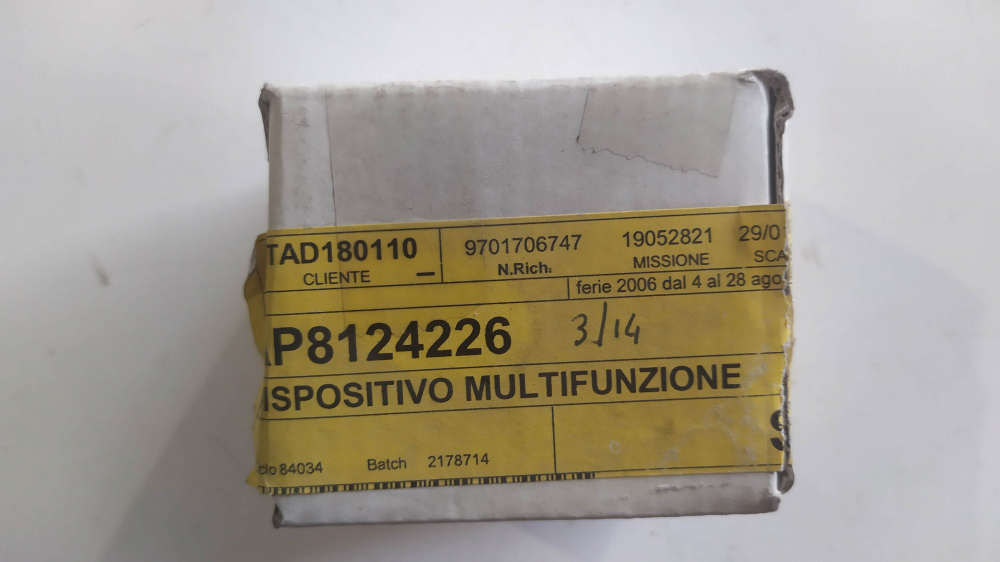 TAD180110 9701706747 19052821 29/0
CLIENTE – N.Rich. MISSIONE SCA
ferie 2006 dal 4 al 28 ago
P8124226 3/14
ISPOSITIVO MULTIFUNZIONE
clo 84034 Batch 2178714